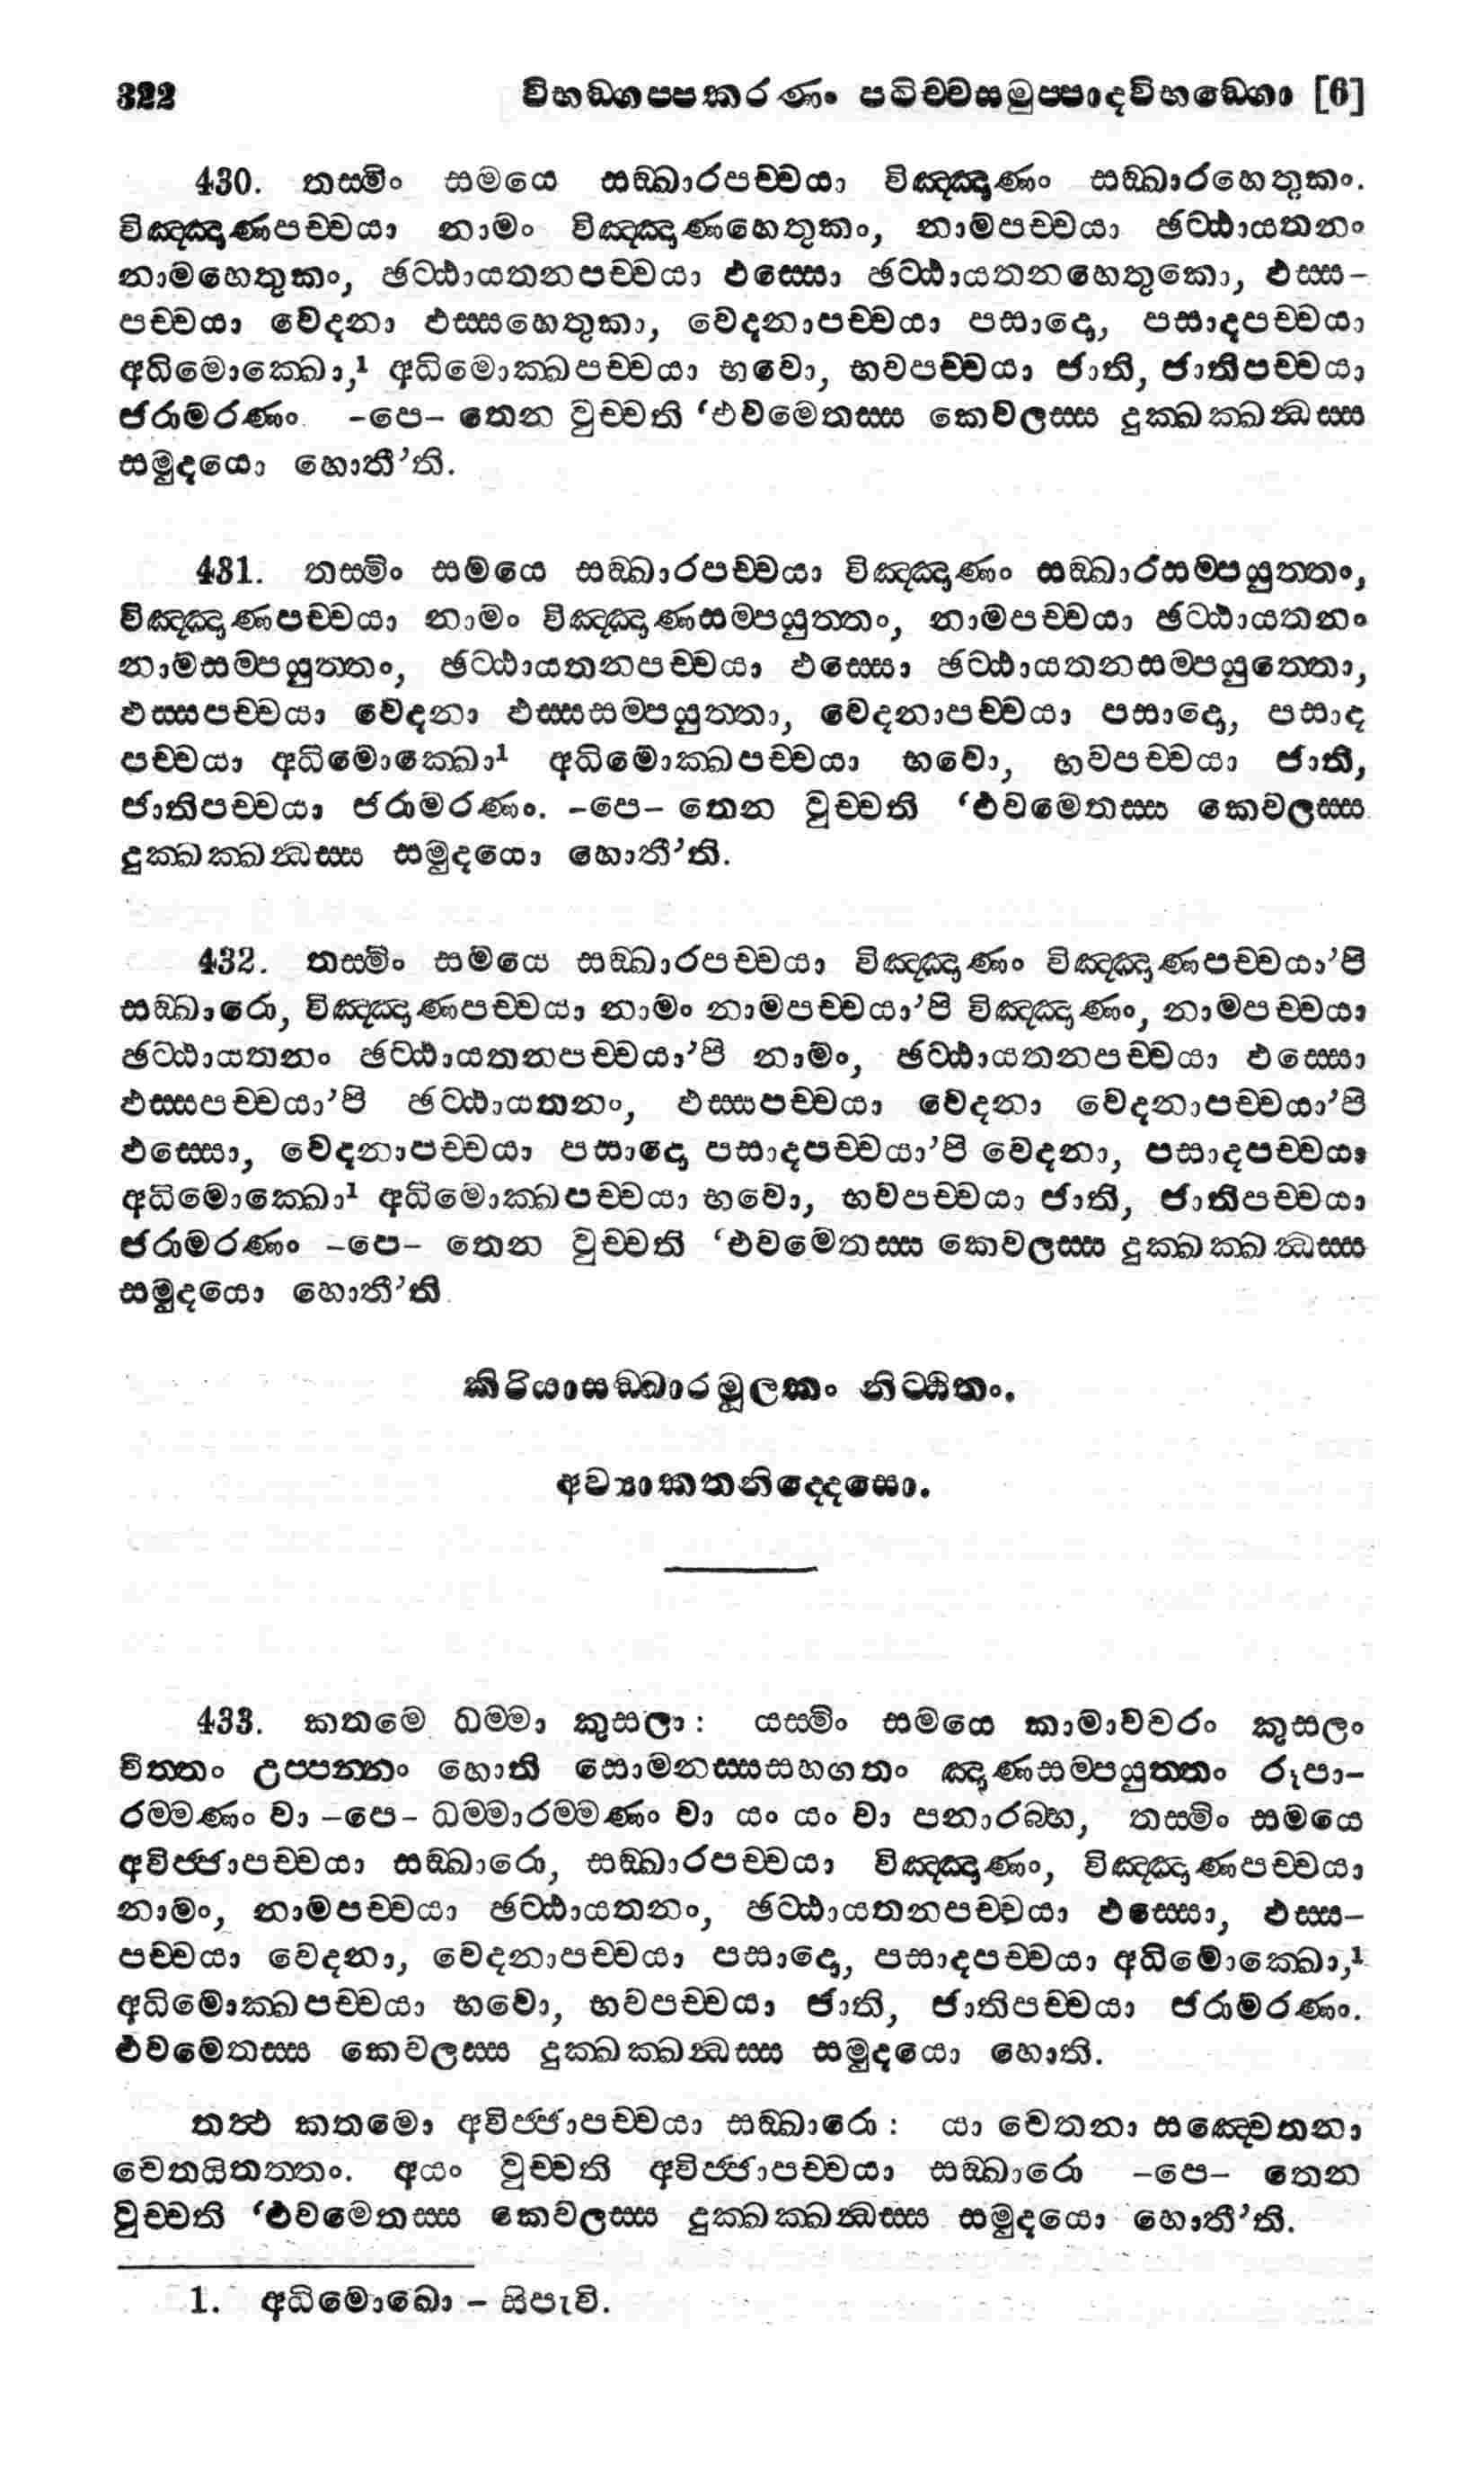 322 විභඞ්ගප්පකරණං පටිච්චසමුප්පාදවිභඞ්ගො [6]
430. තස්මිං සමයෙ සඞ්ඛාරපච්චයා විඤ්ඤාණං සඞ්ඛාරහෙතුකං.
විඤ්ඤාණපච්චයා නාමං විඤ්ඤාණහෙතුකං, නාමපච්චයා ඡට්ඨායතනං
නාමහෙතුකං, ඡට්ඨායතනපච්චයා ඵස්සො ඡට්ඨායතනහෙතුකො, ඵස්ස-
පච්චයා වෙදනා ඵස්සහෙතුකා, වෙදනාපච්චයා පසාදො, පසාදපච්චයා
අධිමොක්ඛො,¹ අධිමොක්ඛපච්චයා භවො, භවපච්චයා ජාති, ජාතිපච්චයා
ජරාමරණං. -පෙ- තෙන වුච්චති ‘එවමෙතස්ස කෙවලස්ස දුක්ඛක්ඛන්ධස්ස
සමුදයො හොතී’ති.
431. තස්මිං සමයෙ සඞ්ඛාරපච්චයා විඤ්ඤාණං සඞ්ඛාරසම්පයුත්තං,
විඤ්ඤාණපච්චයා නාමං විඤ්ඤාණසම්පයුත්තං, නාමපච්චයා ඡට්ඨායතනං
නාමසම්පයුත්තං, ඡට්ඨායතනපච්චයා ඵස්සො ඡට්ඨායතනසම්පයුත්තො,
ඵස්සපච්චයා වෙදනා ඵස්සසම්පයුත්තා, වෙදනාපච්චයා පසාදො, පසාද
පච්චයා අධිමොක්ඛො¹ අධිමොක්ඛපච්චයා භවො, භවපච්චයා ජාති,
ජාතිපච්චයා ජරාමරණං. -පෙ- තෙන වුච්චති ‘එවමෙතස්ස කෙවලස්ස
දුක්ඛක්ඛන්ධස්ස සමුදයො හොතී’ති.
432. තස්මිං සමයෙ සඞ්ඛාරපච්චයා විඤ්ඤාණං විඤ්ඤාණපච්චයා’පි
සඞ්ඛාරො, විඤ්ඤාණපච්චයා නාමං නාමපච්චයා’පි විඤ්ඤාණං, නාමපච්චයා
ඡට්ඨායතනං ඡට්ඨායතනපච්චයා’පි නාමං, ඡට්ඨායතනපච්චයා ඵස්සො
ඵස්සපච්චයා’පි ඡට්ඨායතනං, ඵස්සපච්චයා වෙදනා වෙදනාපච්චයා’පි
ඵස්සො, වෙදනාපච්චයා පසාදො පසාදපච්චයා’පි වෙදනා, පසාදපච්චයා
අධිමොක්ඛො¹ අධිමොක්ඛපච්චයා භවො, භවපච්චයා ජාති, ජාතිපච්චයා
ජරාමරණං -පෙ- තෙන වුච්චති ‘එවමෙතස්ස කෙවලස්ස දුක්ඛක්ඛන්ධස්ස
සමුදයො හොතී’ති
කිරියාසඞ්ඛාරමූලකං නිට්ඨිතං.
අව්‍යාකතනිද්දෙසො.
433. කතමෙ ධම්මා කුසලා: යස්මිං සමයෙ කාමාවචරං කුසලං
චිත්තං උප්පන්නං හොති සොමනස්සසහගතං ඤාණසම්පයුත්තං රූපා-
රම්මණං වා -පෙ- ධම්මාරම්මණං වා යං යං වා පනාරබ්භ, තස්මිං සමයෙ
අවිජ්ජාපච්චයා සඞ්ඛාරො, සඞ්ඛාරපච්චයා විඤ්ඤාණං, විඤ්ඤාණපච්චයා
නාමං, නාමපච්චයා ඡට්ඨායතනං, ඡට්ඨායතනපච්චයා ඵස්සො, ඵස්ස-
පච්චයා වෙදනා, වෙදනාපච්චයා පසාදො, පසාදපච්චයා අධිමොක්ඛො,¹
අධිමොක්ඛපච්චයා භවො, භවපච්චයා ජාති, ජාතිපච්චයා ජරාමරණං.
එවමෙතස්ස කෙවලස්ස දුක්ඛක්ඛන්ධස්ස සමුදයො හොති.
තත්‍ථ කතමො අවිජ්ජාපච්චයා සඞ්ඛාරො: යා චෙතනා සඤ්චෙතනා
චෙතයිතත්තං. අයං වුච්චති අවිජ්ජාපච්චයා සඞ්ඛාරො -පෙ- තෙන
වුච්චති ‘එවමෙතස්ස කෙවලස්ස දුක්ඛක්ඛන්ධස්ස සමුදයො හොතී’ති.
1. අධිමොඛො - සිපැවි.